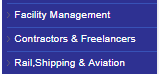 Facility Management
Contractors & Freelancers
Rail,Shipping & Aviation